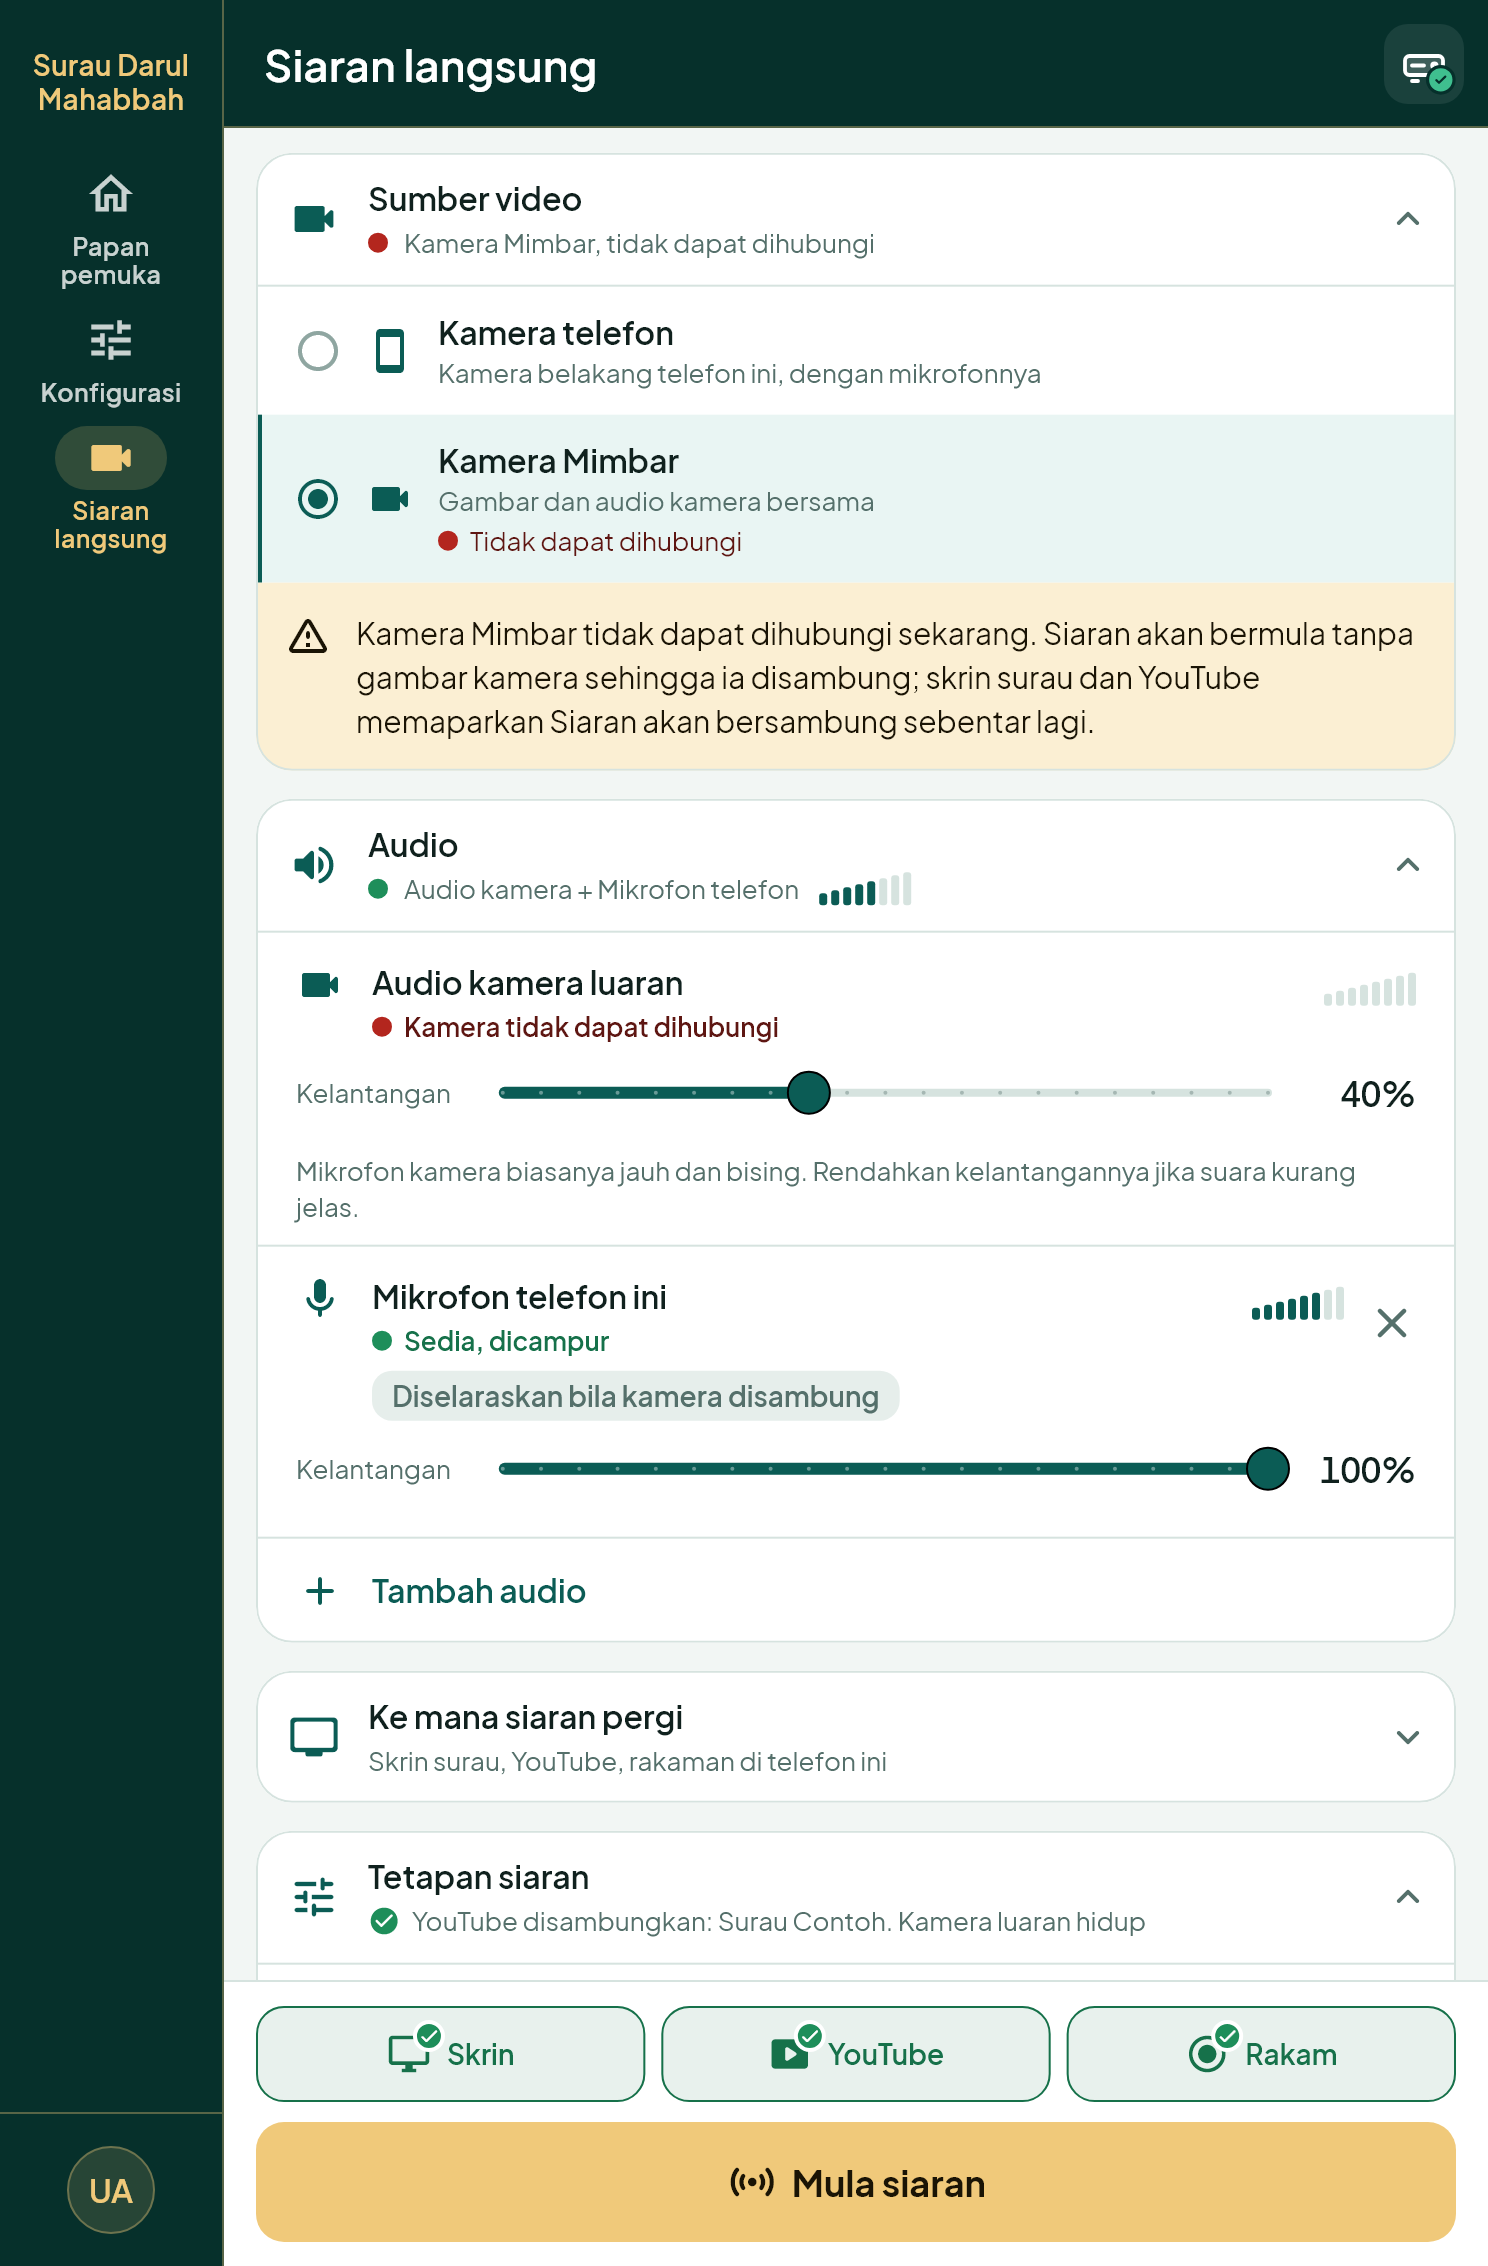 Surau Darul
Mahabbah
Papan
pemuka
Konfigurasi
Siaran
langsung
UA
Siaran langsung
Sumber video
Kamera Mimbar, tidak dapat dihubungi
Kamera telefon
Kamera belakang telefon ini, dengan mikrofonnya
Kamera Mimbar
Gambar dan audio kamera bersama
Tidak dapat dihubungi
Kamera Mimbar tidak dapat dihubungi sekarang. Siaran akan bermula tanpa
gambar kamera sehingga ia disambung; skrin surau dan YouTube
memaparkan Siaran akan bersambung sebentar lagi.
Audio
Audio kamera + Mikrofon telefon
Audio kamera luaran
Kamera tidak dapat dihubungi
Kelantangan 40%
Mikrofon kamera biasanya jauh dan bising. Rendahkan kelantangannya jika suara kurang
jelas.
Mikrofon telefon ini
Sedia, dicampur
Diselaraskan bila kamera disambung
Kelantangan 100%
Tambah audio
Ke mana siaran pergi
Skrin surau, YouTube, rakaman di telefon ini
Tetapan siaran
YouTube disambungkan: Surau Contoh. Kamera luaran hidup
Skrin YouTube Rakam
Mula siaran